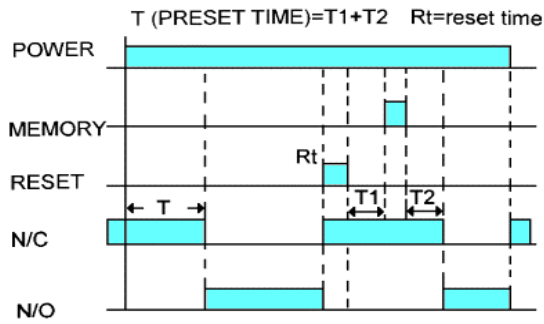 T (PRESET TIME)=T1+T2 Rt=reset time
POWER
MEMORY
Rt
RESET
T T1 T2
N/C
N/O